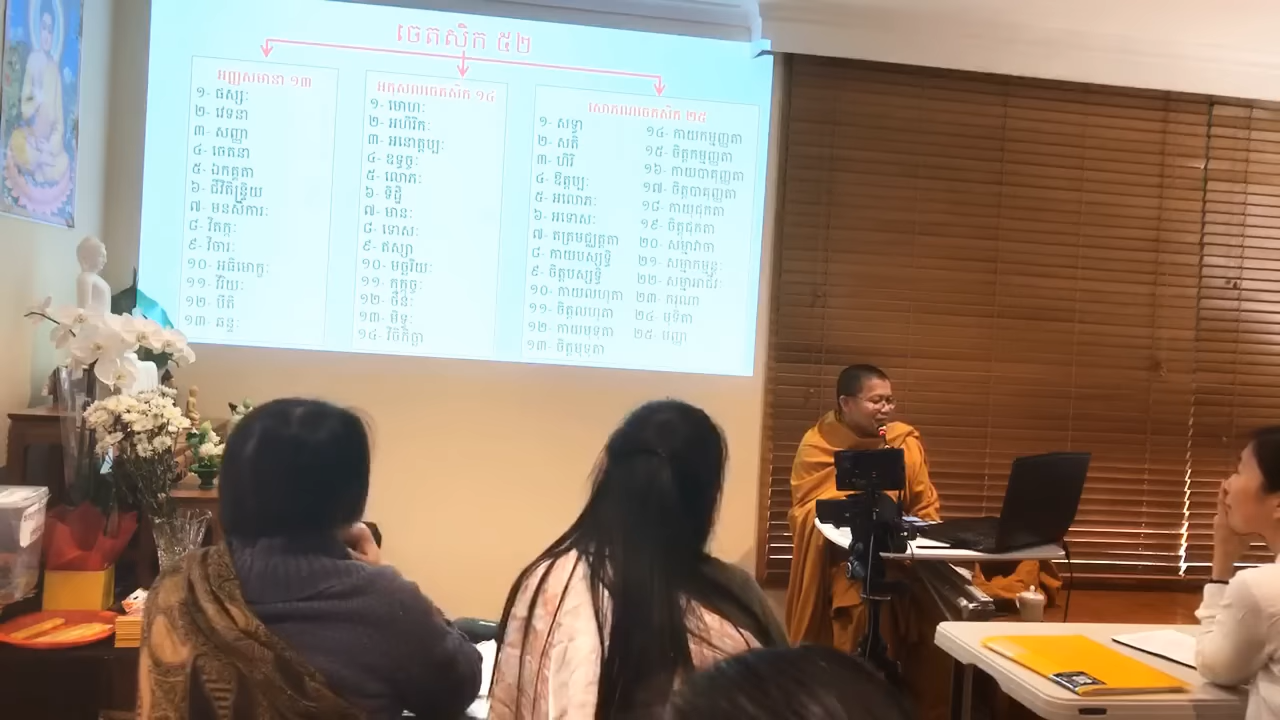 ចេតសិក ៥២
អញ្ញសមានា ១៣
១- ផស្សៈ
២- វេទនា
៣- សញ្ញា
៤- ចេតនា
៥- ឯកគ្គតា
៦- ជីវិតិន្ទ្រិយ
៧- មនសិការៈ
៨- វិតក្កៈ
៩- វិចារៈ
១០- អធិមោក្ខៈ
១១- វីរិយៈ
១២- បីតិ
១៣- ឆន្ទៈ
អកុសលចេតសិក ១៤
១- មោហៈ
២- អហិរិកៈ
៣- អនោត្តប្បៈ
៤- ឧទ្ធច្ចៈ
៥- លោភៈ
៦- ទិដ្ឋិ
៧- មានៈ
៨- ទោសៈ
៩- ឥស្សា
១០- មច្ឆរិយៈ
១១- កុក្កុច្ចៈ
១២- ថីនៈ
១៣- មិទ្ធៈ
១៤- វិចិកិច្ឆា
សោភណចេតសិក ២៥
១- សទ្ធា
២- សតិ
៣- ហិរិ
៤- ឱត្តប្បៈ
៥- អលោភៈ
៦- អទោសៈ
៧- តត្រមជ្ឈត្តតា
៨- កាយបស្សទ្ធិ
៩- ចិត្តបស្សទ្ធិ
១០- កាយលហុតា
១១- ចិត្តលហុតា
១២- កាយមុទុតា
១៣- ចិត្តមុទុតា
១៤- កាយកម្មញ្ញតា
១៥- ចិត្តកម្មញ្ញតា
១៦- កាយបាគុញ្ញតា
១៧- ចិត្តបាគុញ្ញតា
១៨- កាយុជុកតា
១៩- ចិត្តុជុកតា
២០- សម្មាវាចា
២១- សម្មាកម្មន្តៈ
២២- សម្មាអាជីវៈ
២៣- ករុណា
២៤- មុទិតា
២៥- បញ្ញា